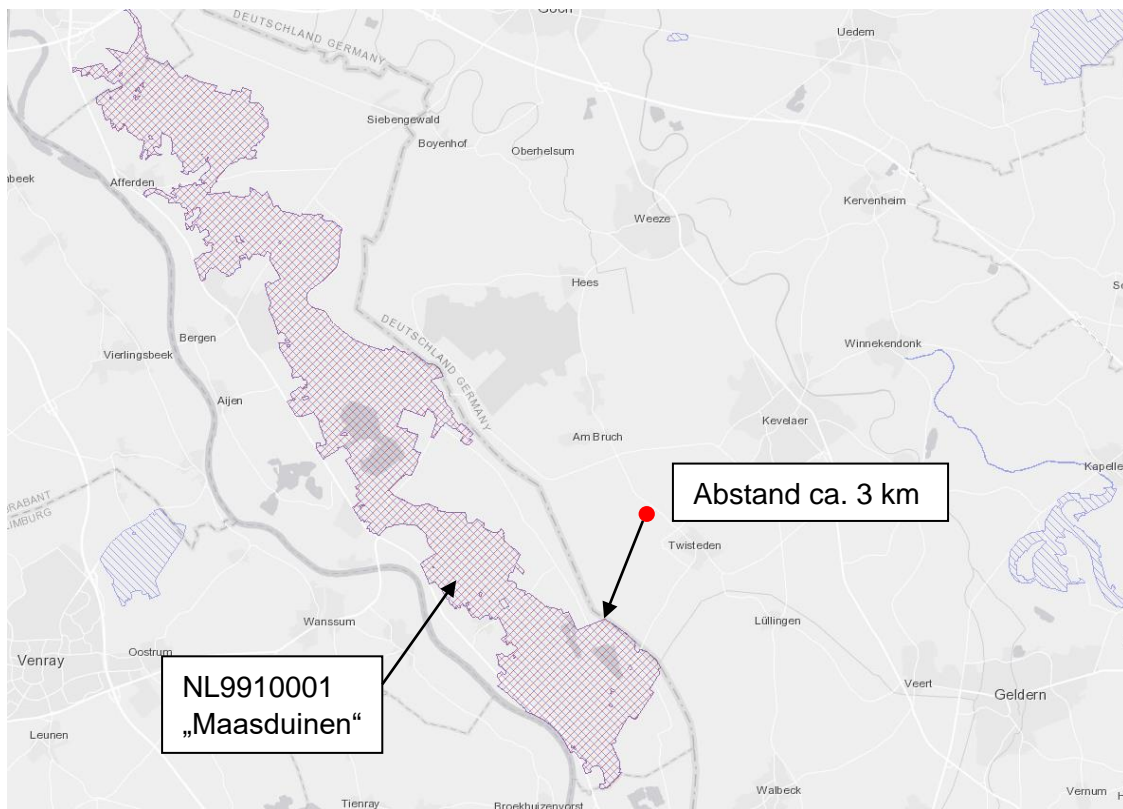 Goch
Uedem
DEUTSCHLAND GERMANY
Siebengewald
Boyenhof
Oberhelsum
Afferden
Weeze
Kervenheim
Hees
DEUTSCHLAND GERMANY
Bergen
Vierlingsbeek
Winnekendonk
Aijen
Kevelaer
Am Bruch
Kapelle
BRABANT
LIMBURG
Abstand ca. 3 km
Twisteden
Wanssum
Lüllingen
Oostrum
Venray
NL9910001
„Maasduinen“
Veert
Geldern
Leunen
Walbeck
Vernum
Tienray
Broekhuizenvorst